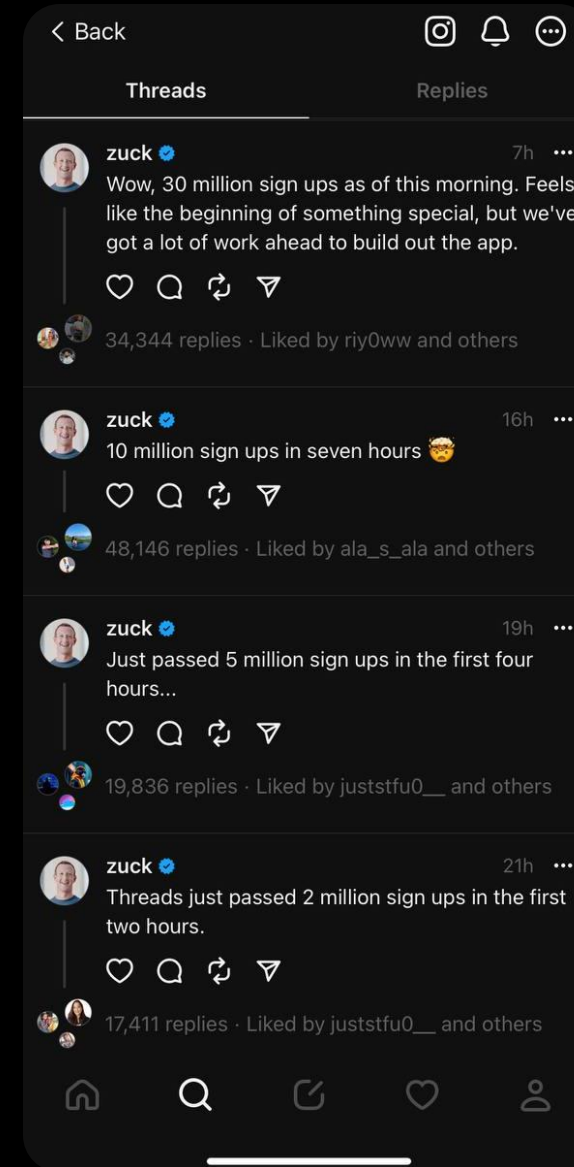 Back
Threads Replies
zuck 7h
Wow, 30 million sign ups as of this morning. Feels
like the beginning of something special, but we've
got a lot of work ahead to build out the app.
34,344 replies · Liked by riy0ww and others
zuck 16h
10 million sign ups in seven hours 🤯
48,146 replies · Liked by ala_s_ala and others
zuck 19h
Just passed 5 million sign ups in the first four
hours...
19,836 replies · Liked by juststfu0__ and others
zuck 21h
Threads just passed 2 million sign ups in the first
two hours.
17,411 replies · Liked by juststfu0__ and others